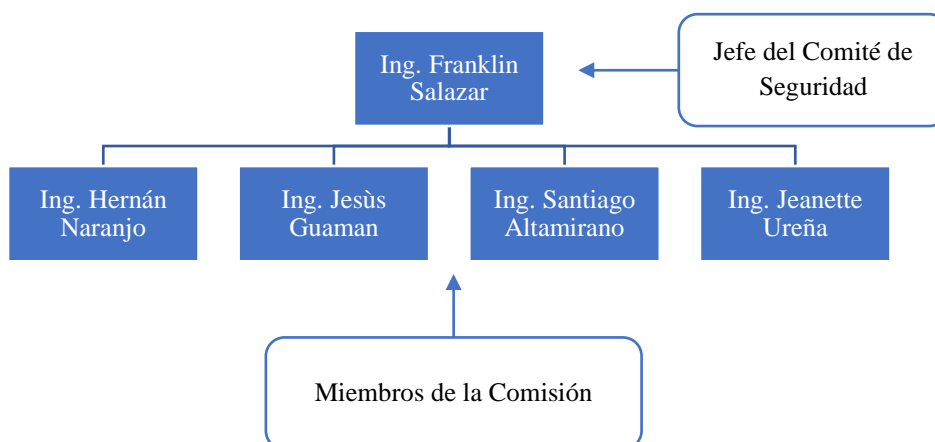 Ing. Franklin
Salazar
Jefe del Comité de
Seguridad
Ing. Hernán
Naranjo
Ing. Jesùs
Guaman
Ing. Santiago
Altamirano
Ing. Jeanette
Ureña
Miembros de la Comisión